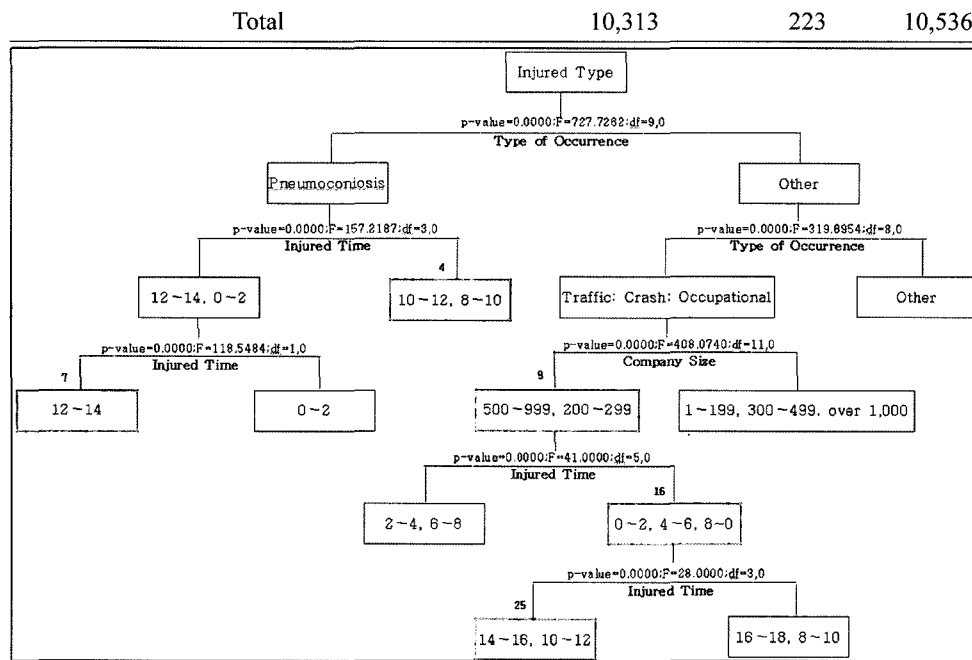 Total 10,313 223 10,536
Injured Type
p-value=0.0000;F=727.7262;df=9,0
Type of Occurrence
Pneumoconiosis
Other
p-value=0.0000;F=157.2187;df=3,0
Injured Time
p-value=0.0000;F=319.6954;df=8,0
Type of Occurrence
4
12~14, 0~2
10~12, 8~10
Traffic: Crash: Occupational
Other
p-value=0.0000;F=118.5484;df=1,0
Injured Time
p-value=0.0000;F=408.0740;df=11,0
Company Size
7
9
12~14
0~2
500~999, 200~299
1~199, 300~499. over 1,000
p-value=0.0000;F=41.0000;df=5,0
Injured Time
16
2~4, 6~8
0~2, 4~6, 8~0
p-value=0.0000;F=28.0000;df=3,0
Injured Time
25
14~16, 10~12
16~18, 8~10